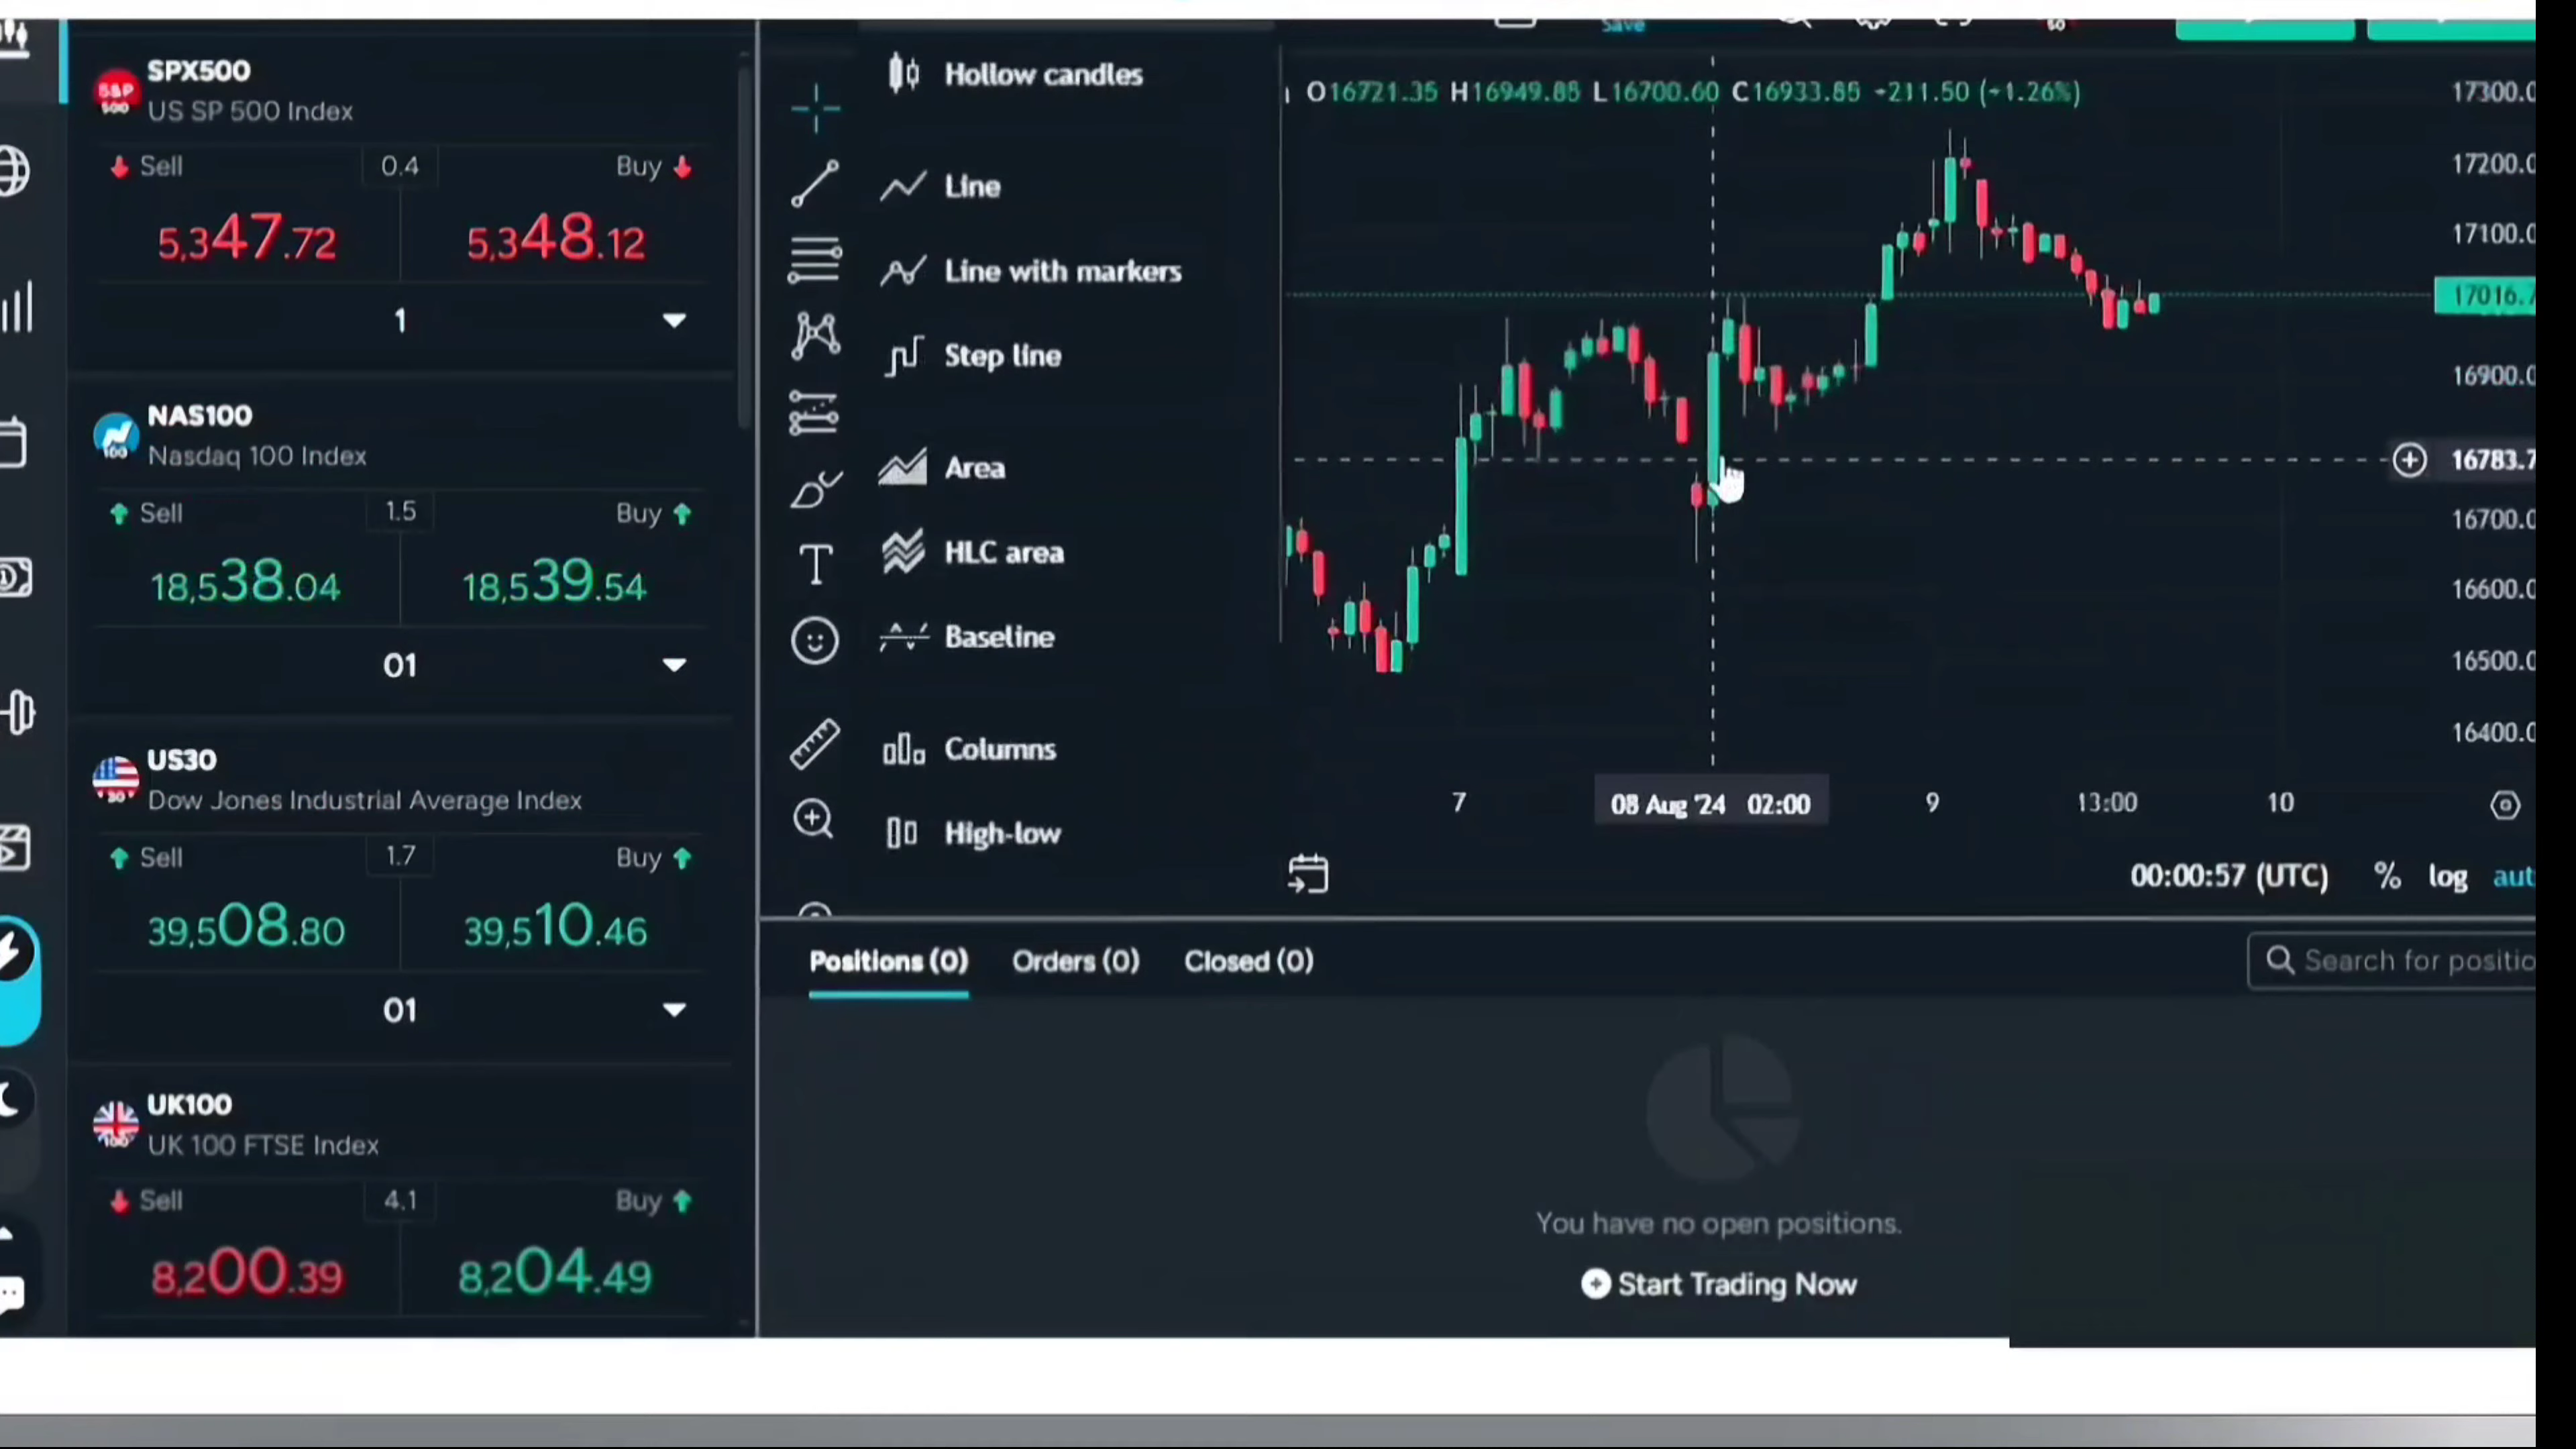 SPX500
US SP 500 Index
Sell 0.4 Buy
5,347.72 5,348.12
1
NAS100
Nasdaq 100 Index
Sell 1.5 Buy
18,538.04 18,539.54
01
US30
Dow Jones Industrial Average Index
Sell 1.7 Buy
39,508.80 39,510.46
01
UK100
UK 100 FTSE Index
Sell 4.1 Buy
8,200.39 8,204.49
Hollow candles
Line
Line with markers
Step line
Area
HLC area
Baseline
Columns
High-low
Save
O16721.35 H16949.85 L16700.60 C16933.85 +211.50 (+1.26%)
17300.0
17200.0
17100.0
17016.7
16900.0
16783.7
16700.0
16600.0
16500.0
16400.0
7 08 Aug '24 02:00 9 13:00 10
00:00:57 (UTC) % log aut
Positions (0) Orders (0) Closed (0)
Search for positio
You have no open positions.
Start Trading Now